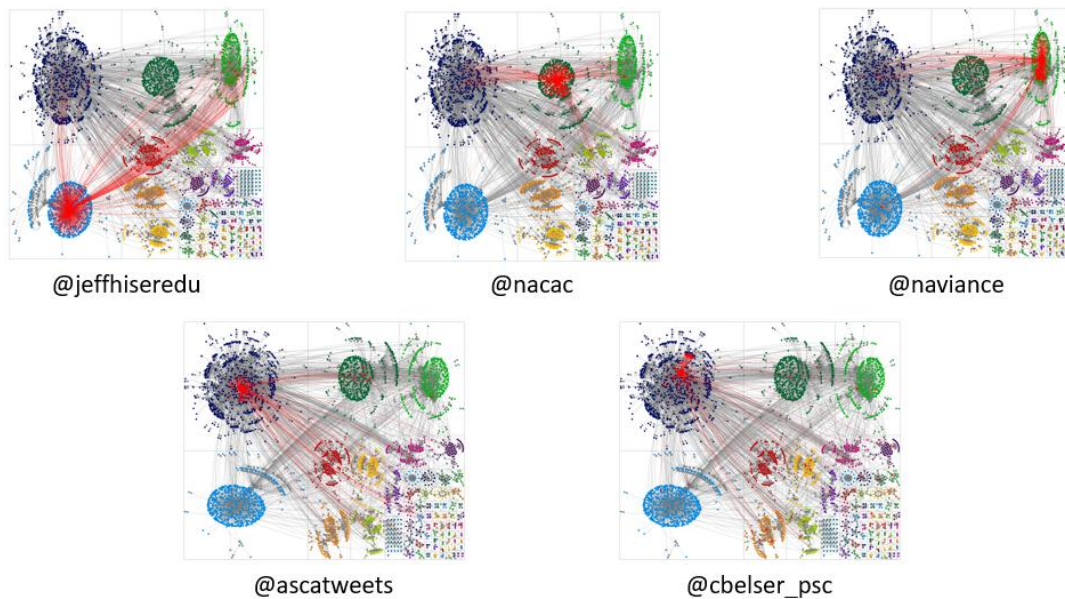 @jeffhiseredu
@nacac
@naviance
@ascatweets
@cbelser_psc